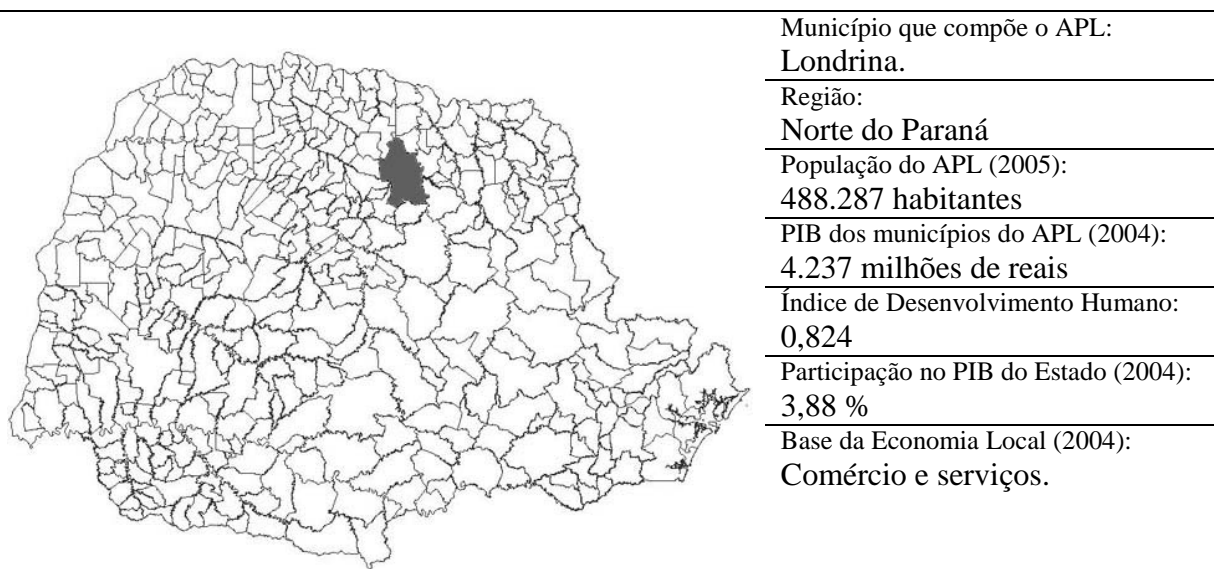 Município que compõe o APL:
Londrina.
Região:
Norte do Paraná
População do APL (2005):
488.287 habitantes
PIB dos municípios do APL (2004):
4.237 milhões de reais
Índice de Desenvolvimento Humano:
0,824
Participação no PIB do Estado (2004):
3,88 %
Base da Economia Local (2004):
Comércio e serviços.